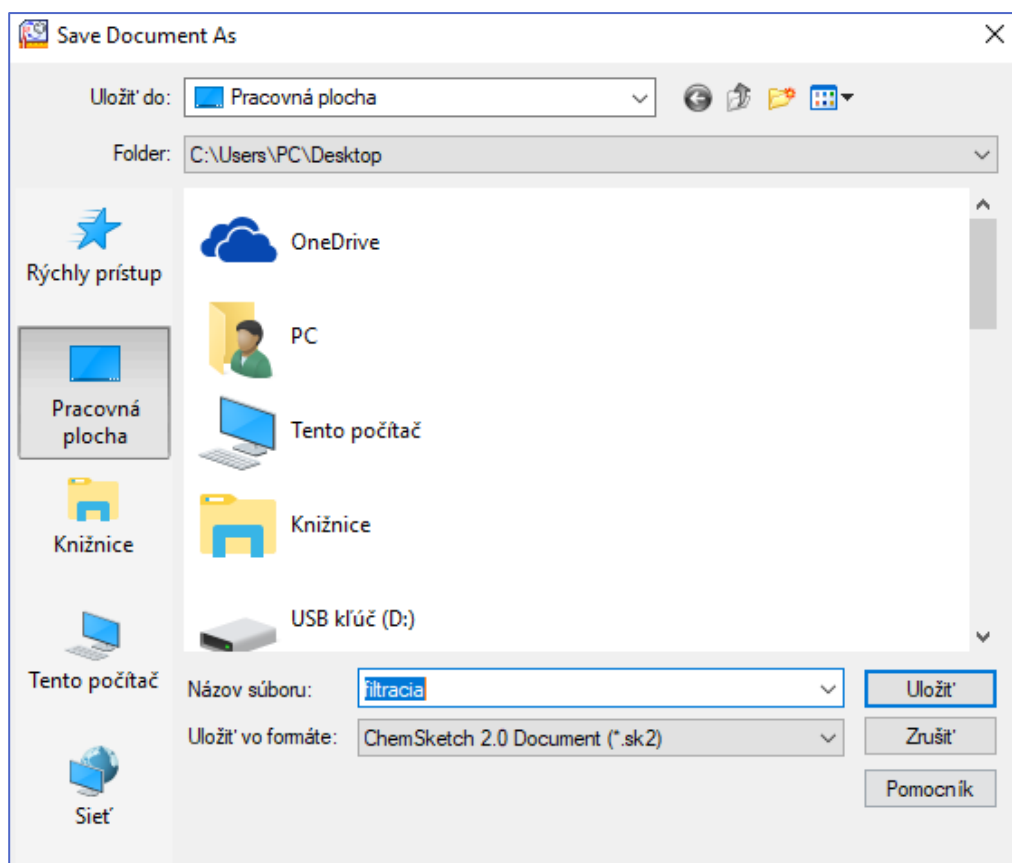 Save Document As
Uložiť do:
Pracovná plocha
Folder:
C:\Users\PC\Desktop
Rýchly prístup
Pracovná
plocha
Knižnice
Tento počítač
Sieť
OneDrive
PC
Tento počítač
Knižnice
USB kľúč (D:)
Názov súboru:
filtracia
Uložiť
Uložiť vo formáte:
ChemSketch 2.0 Document (*.sk2)
Zrušiť
Pomocník